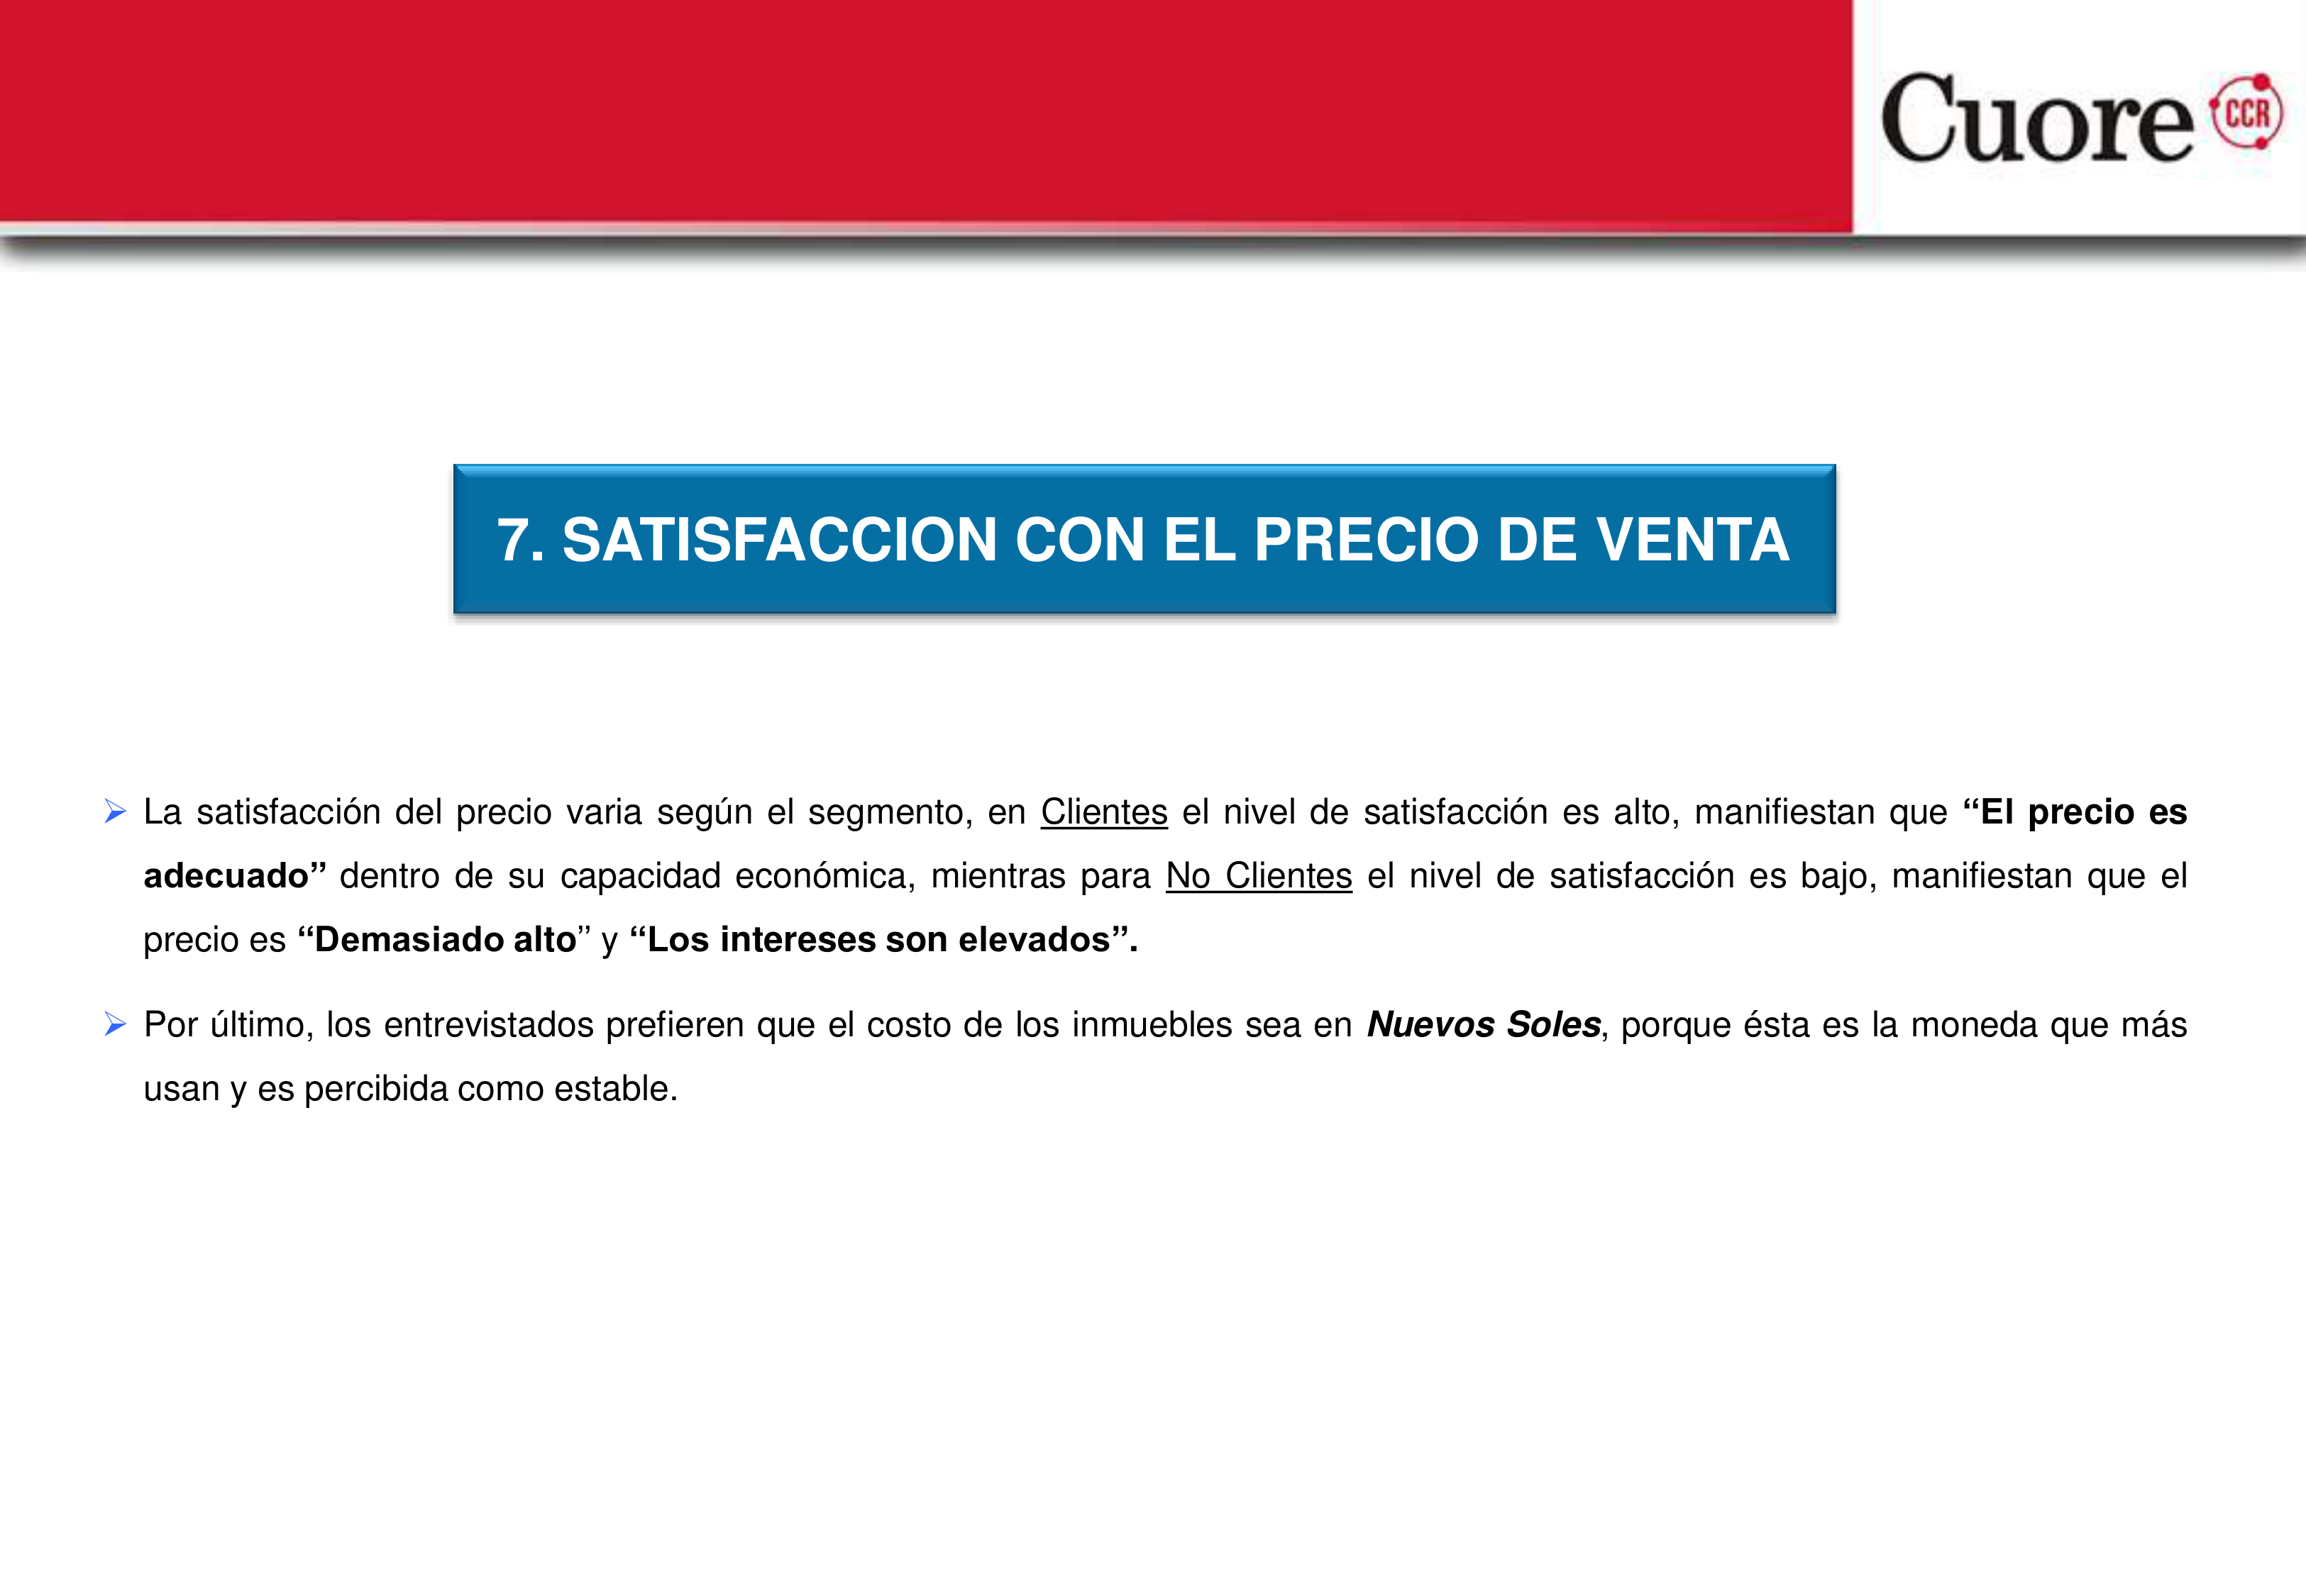 Cuore CCR
7. SATISFACCION CON EL PRECIO DE VENTA
La satisfacción del precio varia según el segmento, en Clientes el nivel de satisfacción es alto, manifiestan que “El precio es
adecuado” dentro de su capacidad económica, mientras para No Clientes el nivel de satisfacción es bajo, manifiestan que el
precio es “Demasiado alto” y “Los intereses son elevados”.
Por último, los entrevistados prefieren que el costo de los inmuebles sea en Nuevos Soles, porque ésta es la moneda que más
usan y es percibida como estable.